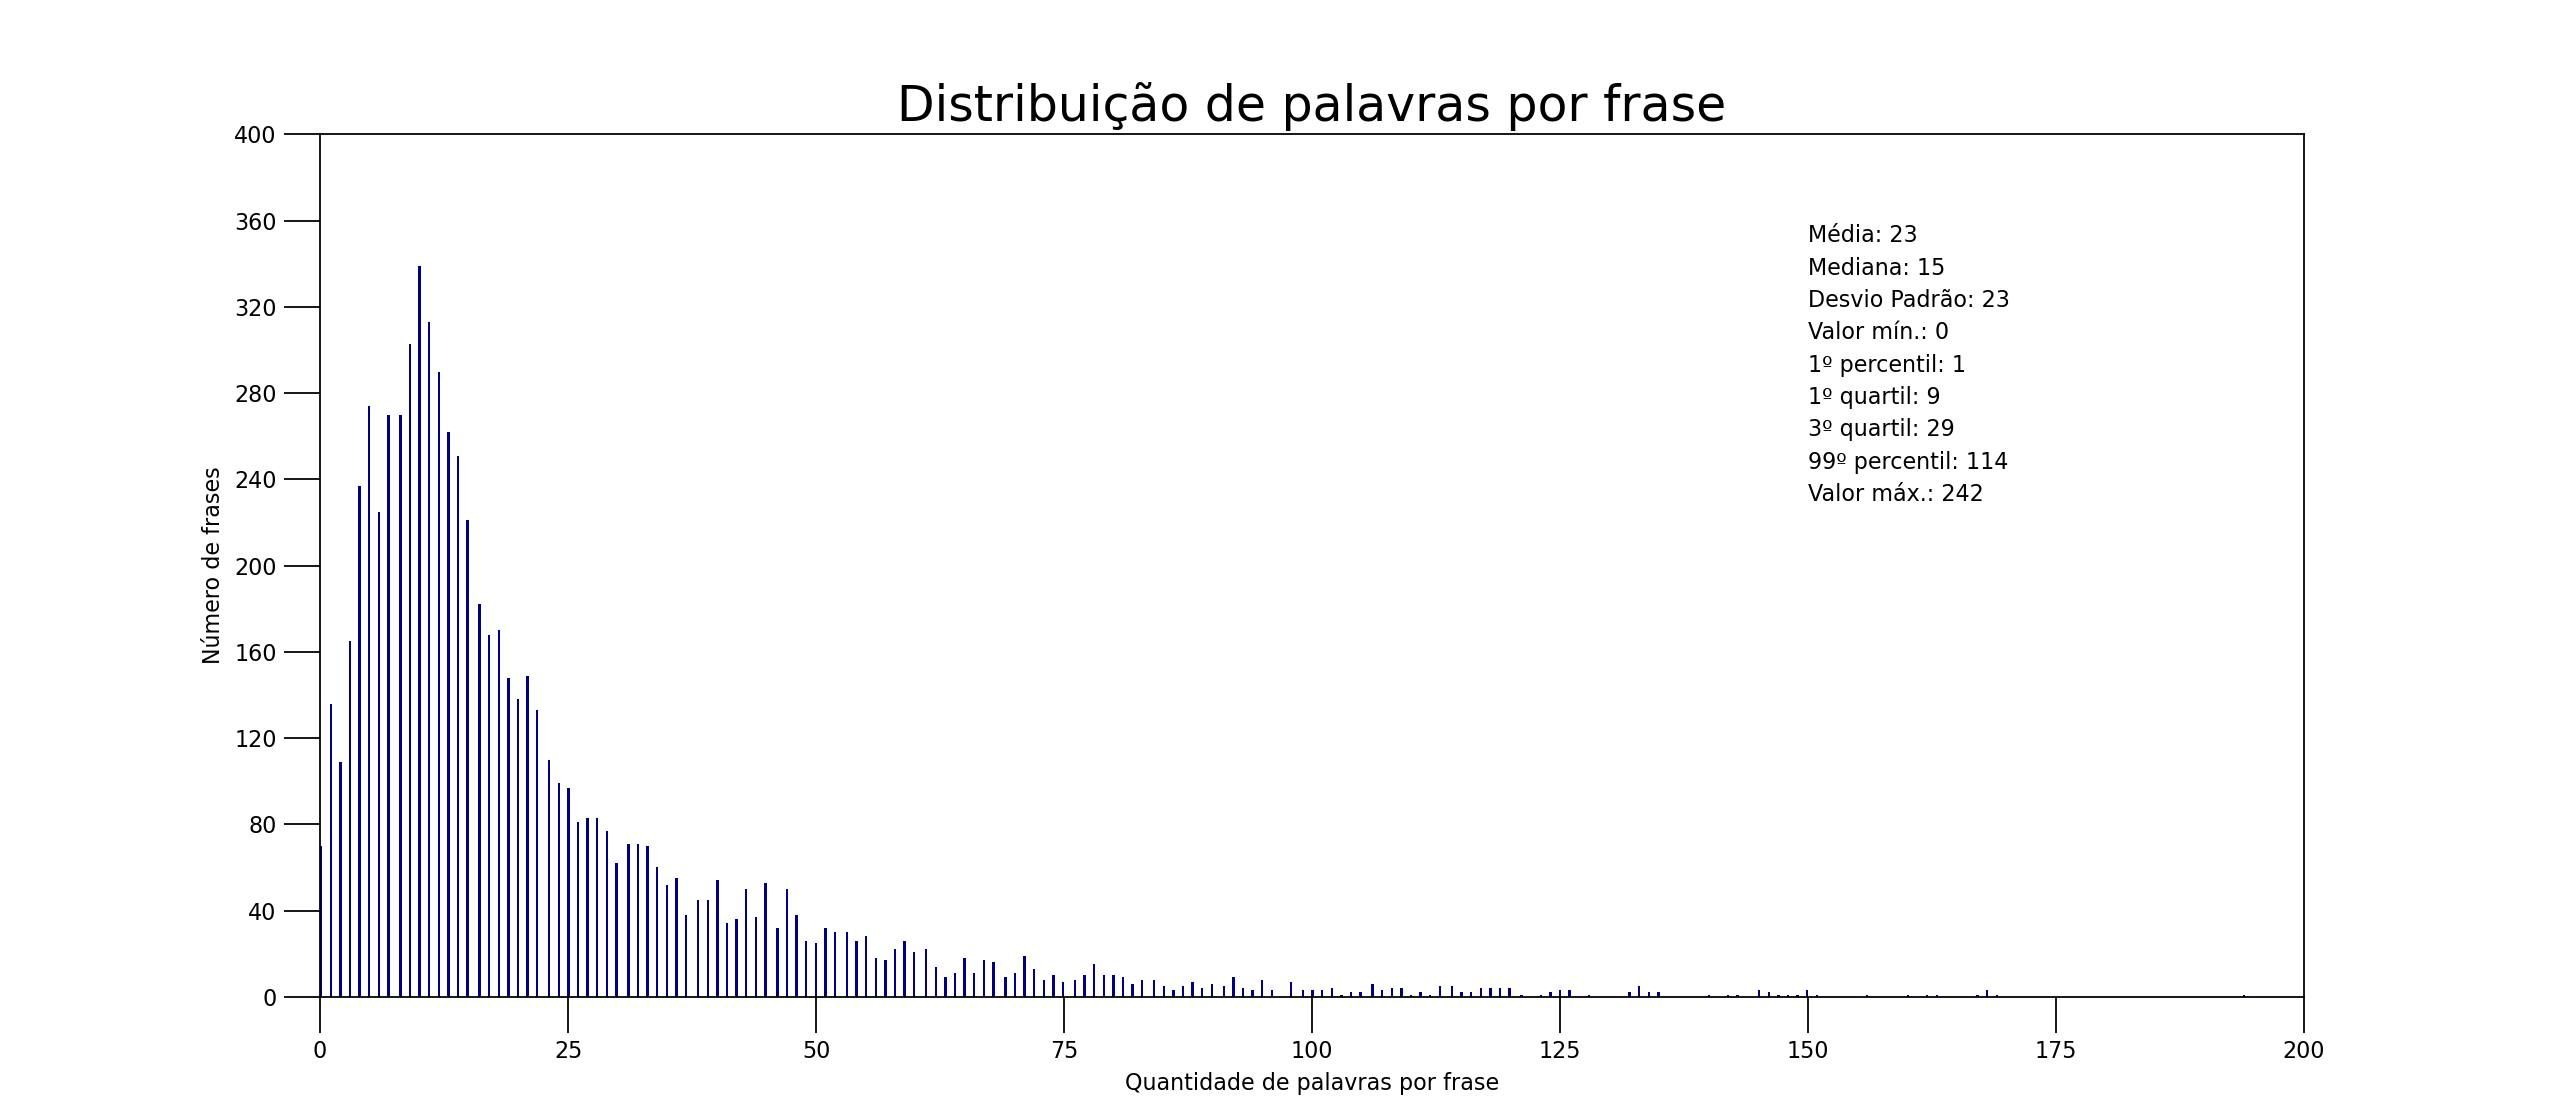 Distribuição de palavras por frase
400
360
320
280
240
200
160
120
80
40
0
Número de frases
Média: 23
Mediana: 15
Desvio Padrão: 23
Valor mín.: 0
1º percentil: 1
1º quartil: 9
3º quartil: 29
99º percentil: 114
Valor máx.: 242
0 25 50 75 100 125 150 175 200
Quantidade de palavras por frase